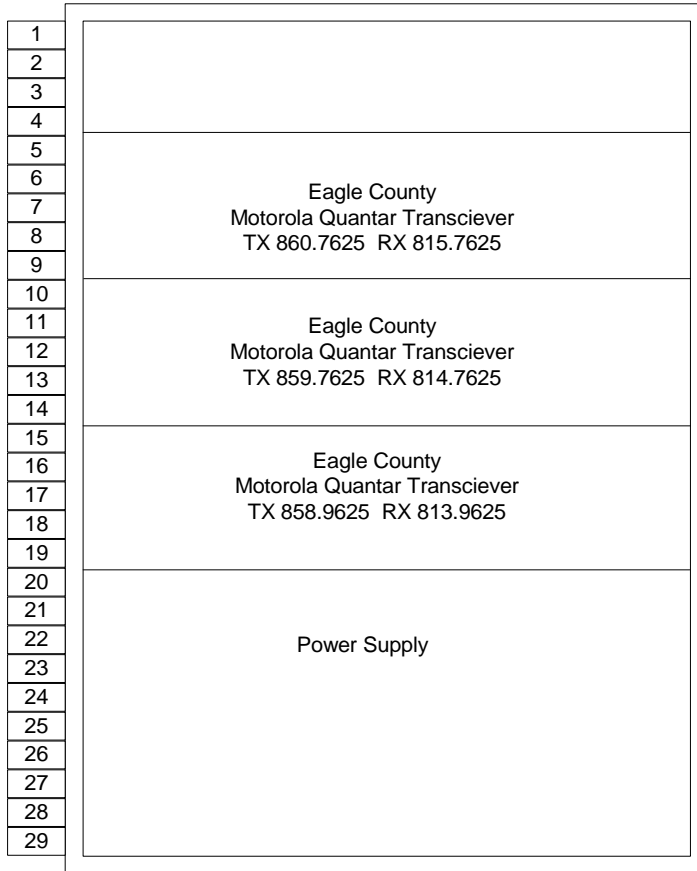 1
2
3
4
5
6
7
8
9
10
11
12
13
14
15
16
17
18
19
20
21
22
23
24
25
26
27
28
29
Eagle County
Motorola Quantar Transciever
TX 860.7625 RX 815.7625
Eagle County
Motorola Quantar Transciever
TX 859.7625 RX 814.7625
Eagle County
Motorola Quantar Transciever
TX 858.9625 RX 813.9625
Power Supply